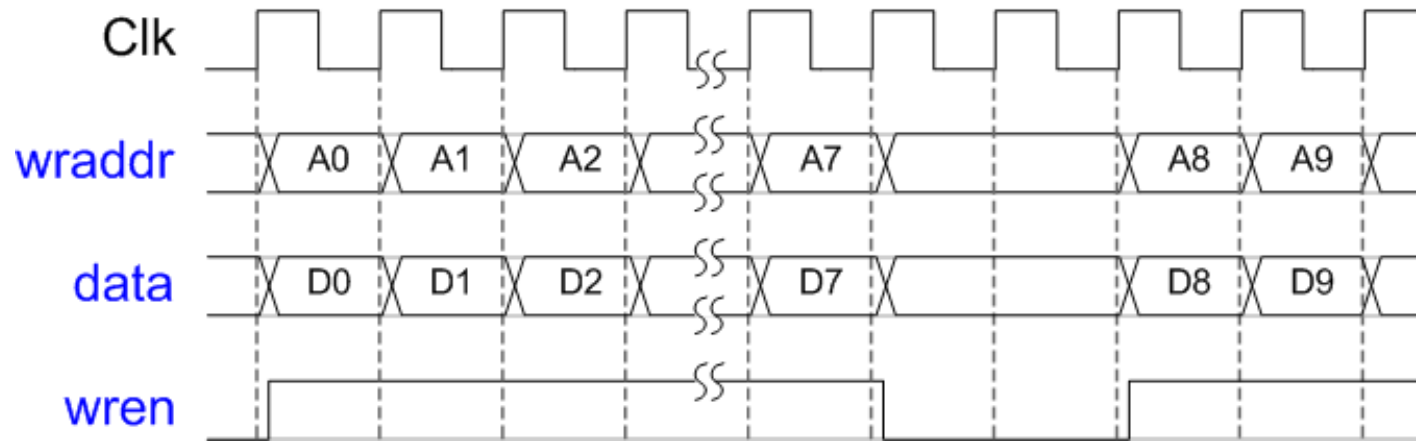 Clk
wraddr A0 A1 A2 A7 A8 A9
data D0 D1 D2 D7 D8 D9
wren